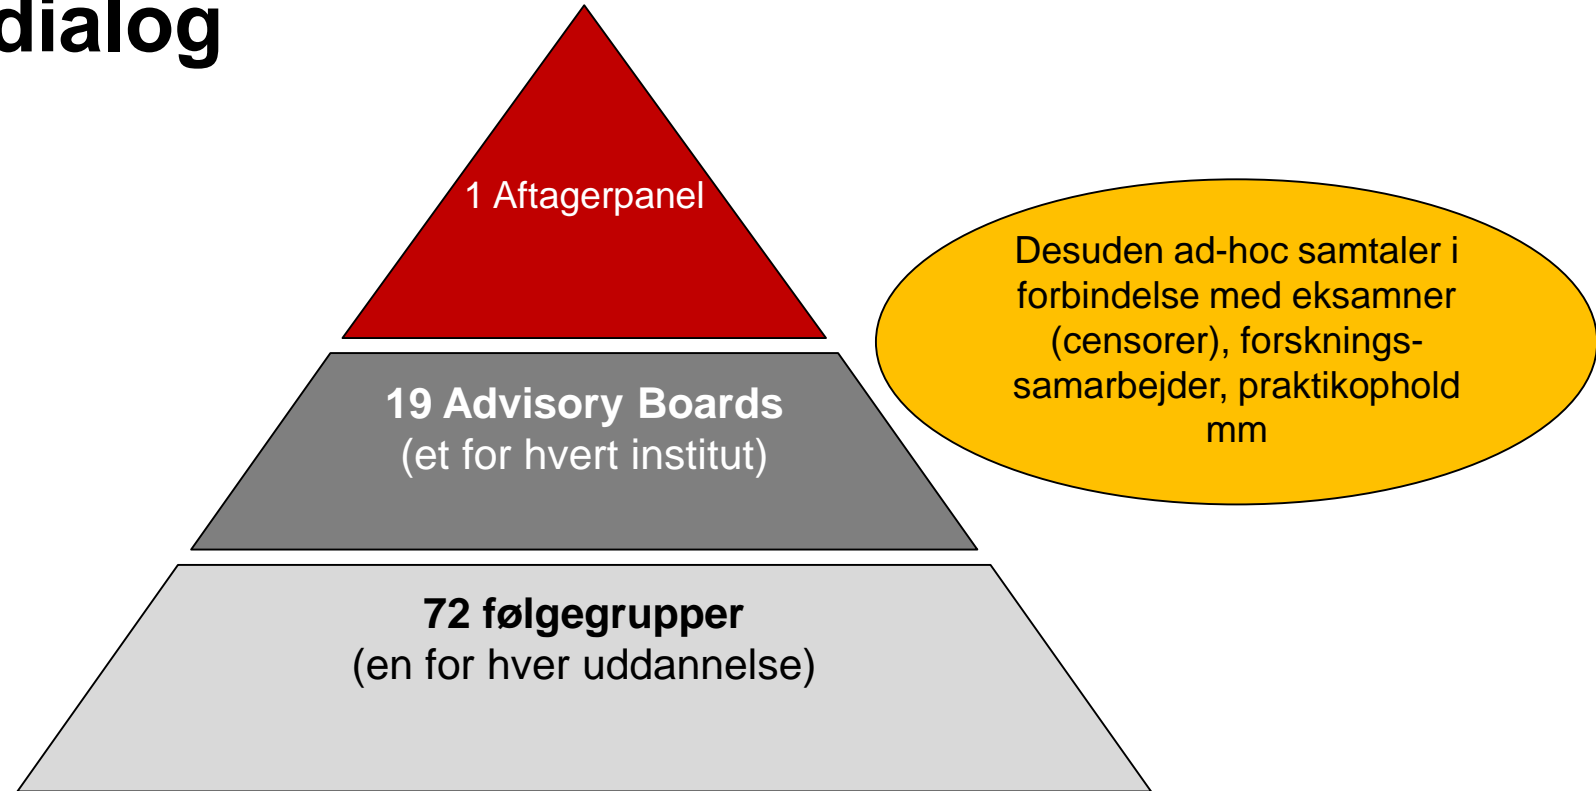 dialog
1 Aftagerpanel
19 Advisory Boards
(et for hvert institut)
72 følgegrupper
(en for hver uddannelse)
Desuden ad-hoc samtaler i
forbindelse med eksamner
(censorer), forsknings-
samarbejder, praktikophold
mm